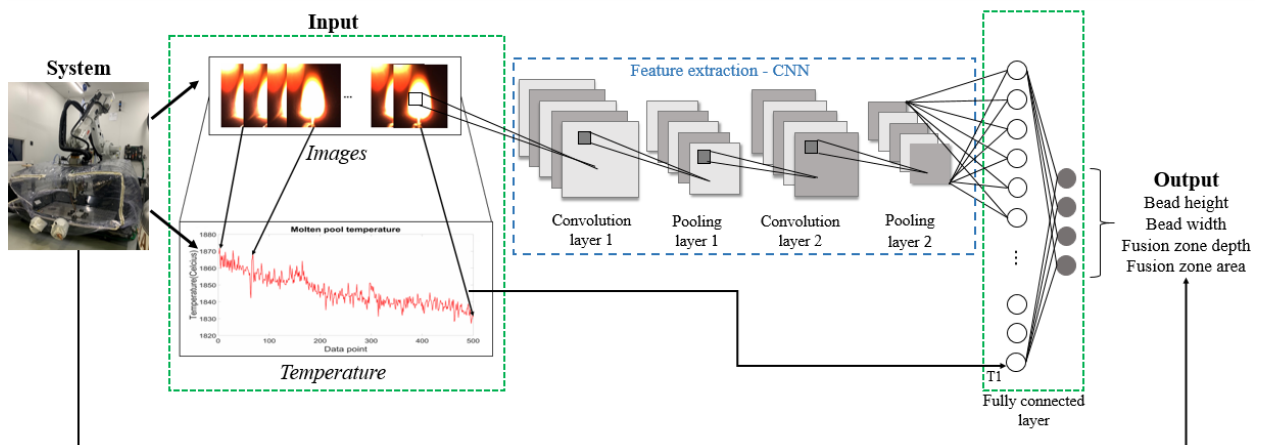 System
Input
...
Images
Molten pool temperature
Temperature(Celcius)
1880
1870
1860
1850
1840
1830
1820
0
100
200
300
400
500
Data point
Temperature
Feature extraction - CNN
Convolution
layer 1
Pooling
layer 1
Convolution
layer 2
Pooling
layer 2
...
T1
Fully connected
layer
Output
Bead height
Bead width
Fusion zone depth
Fusion zone area